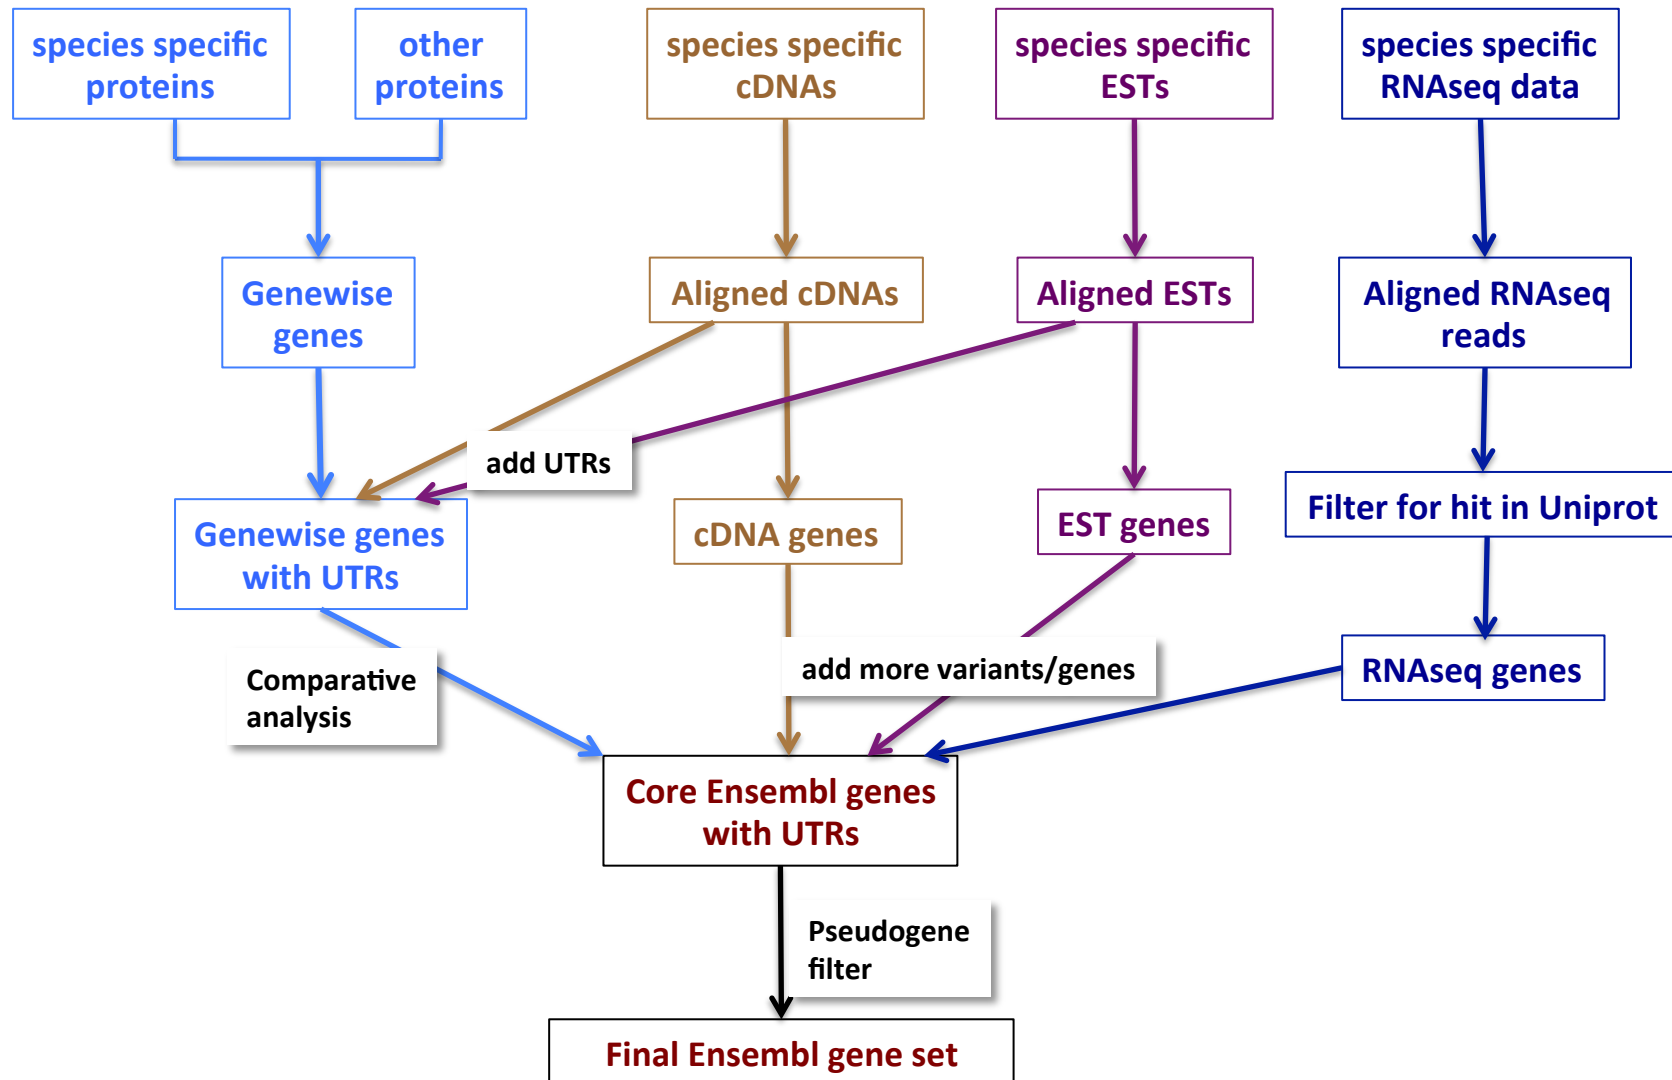 species specific
proteins
other
proteins
species specific
cDNAs
species specific
ESTs
species specific
RNAseq data
Genewise
genes
Aligned cDNAs
Aligned ESTs
Aligned RNAseq
reads
add UTRs
Genewise genes
with UTRs
cDNA genes
EST genes
Filter for hit in Uniprot
Comparative
analysis
add more variants/genes
RNAseq genes
Core Ensembl genes
with UTRs
Pseudogene
filter
Final Ensembl gene set